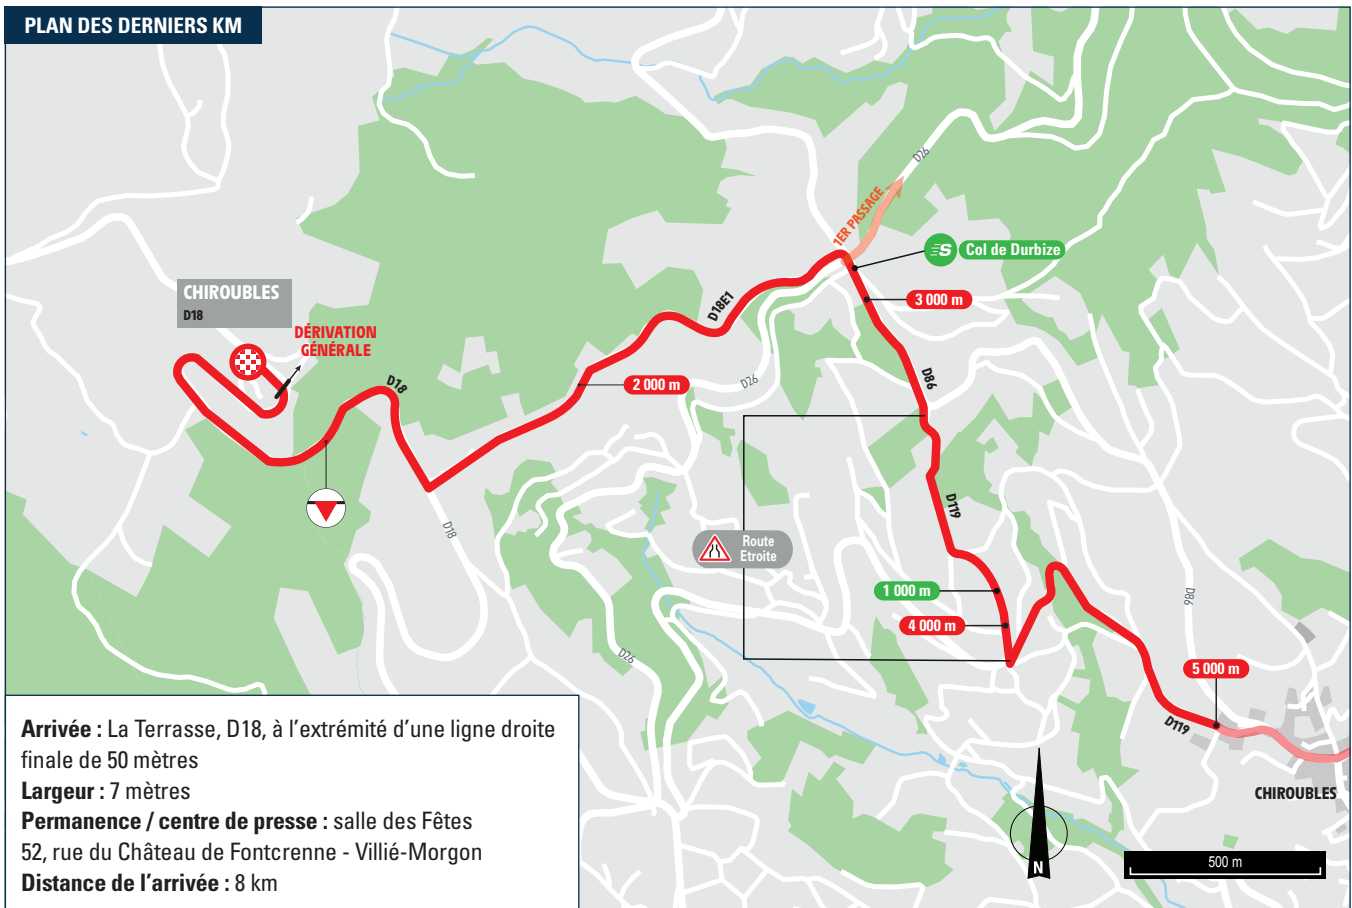 PLAN DES DERNIERS KM
D26
1ER PASSAGE
S Col de Durbize
CHIROUBLES
D18
3 000 m
D18E1
DÉRIVATION
GÉNÉRALE
D86
D18
2 000 m
D26
D119
D18
Route
Etroite
1 000 m
D86
4 000 m
D26
5 000 m
D119
CHIROUBLES
Arrivée : La Terrasse, D18, à l'extrémité d'une ligne droite
finale de 50 mètres
Largeur : 7 mètres
Permanence / centre de presse : salle des Fêtes
52, rue du Château de Fontcrenne - Villié-Morgon
Distance de l'arrivée : 8 km
N
500 m